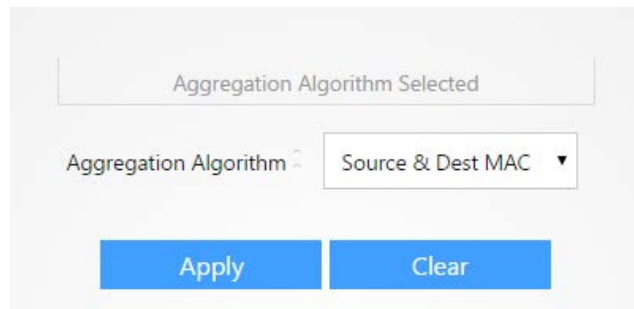 Aggregation Algorithm Selected
Aggregation Algorithm Source & Dest MAC
Apply Clear